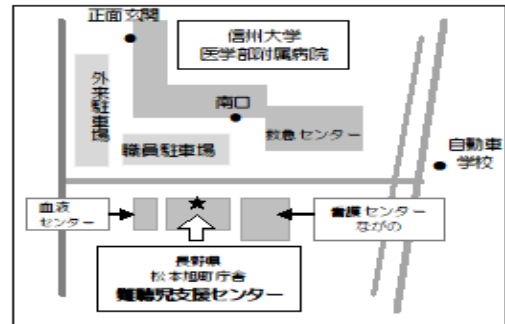 正面玄関
信州大学
医学部附属病院
外来駐車場
南口
救急センター
職員駐車場
自動車
学校
血液
センター
看護センター
ながの
長野県
松本旭町庁舎
難聴児支援センター